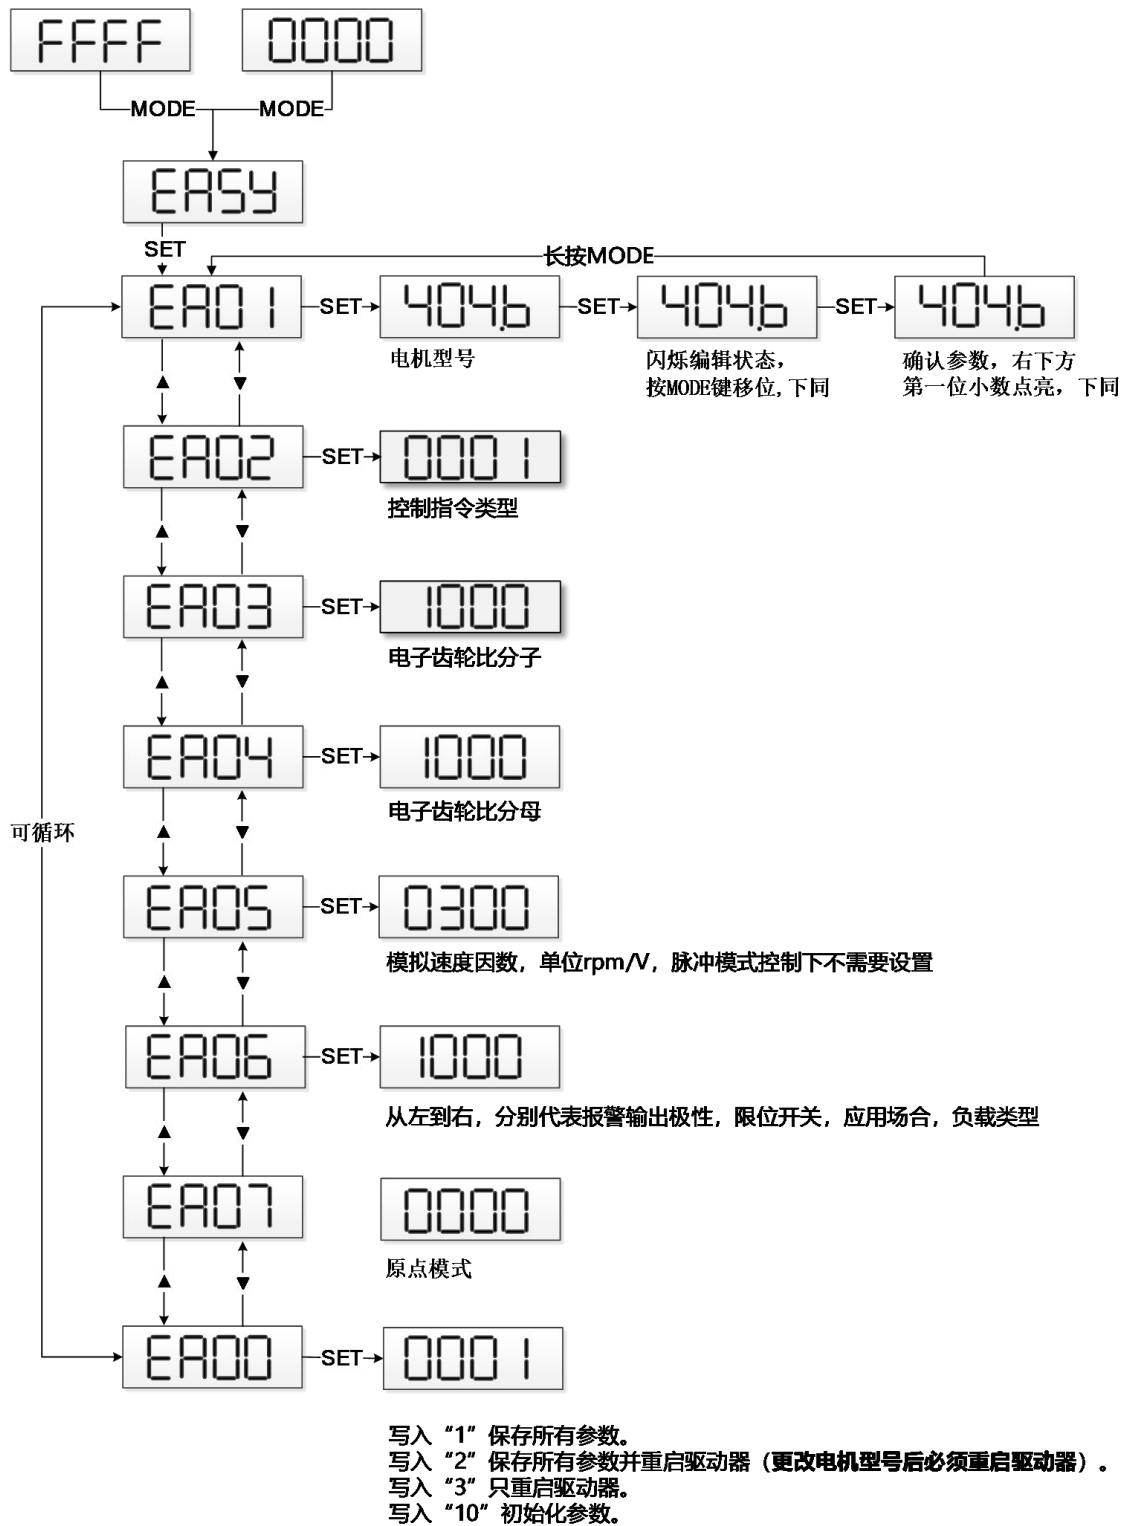 FFFF 0000
MODE MODE
EASY
SET
长按MODE
EA01 SET 404.b SET 404.b SET 404.b
电机型号
闪烁编辑状态，
按MODE键移位,下同
确认参数，右下方
第一位小数点亮，下同
▲ ▼
EA02 SET 0001
控制指令类型
▲ ▼
EA03 SET 1000
电子齿轮比分子
▲ ▼
EA04 SET 1000
电子齿轮比分母
可循环
▲ ▼
EA05 SET 0300
模拟速度因数，单位rpm/V，脉冲模式控制下不需要设置
▲ ▼
EA06 SET 1000
从左到右，分别代表报警输出极性，限位开关，应用场合，负载类型
▲ ▼
EA07 0000
原点模式
▲ ▼
EA00 SET 0001
写入“1”保存所有参数。
写入“2”保存所有参数并重启驱动器（更改电机型号后必须重启驱动器）。
写入“3”只重启驱动器。
写入“10”初始化参数。